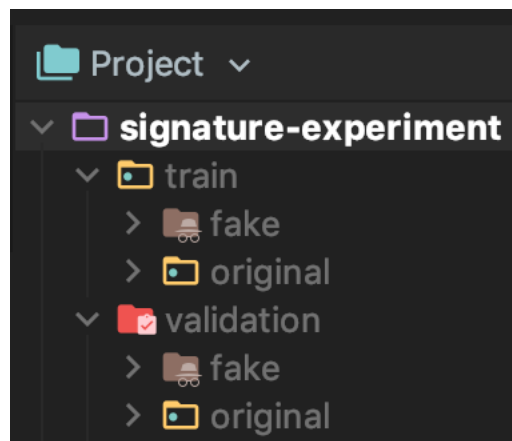 Project
signature-experiment
train
fake
original
validation
fake
original